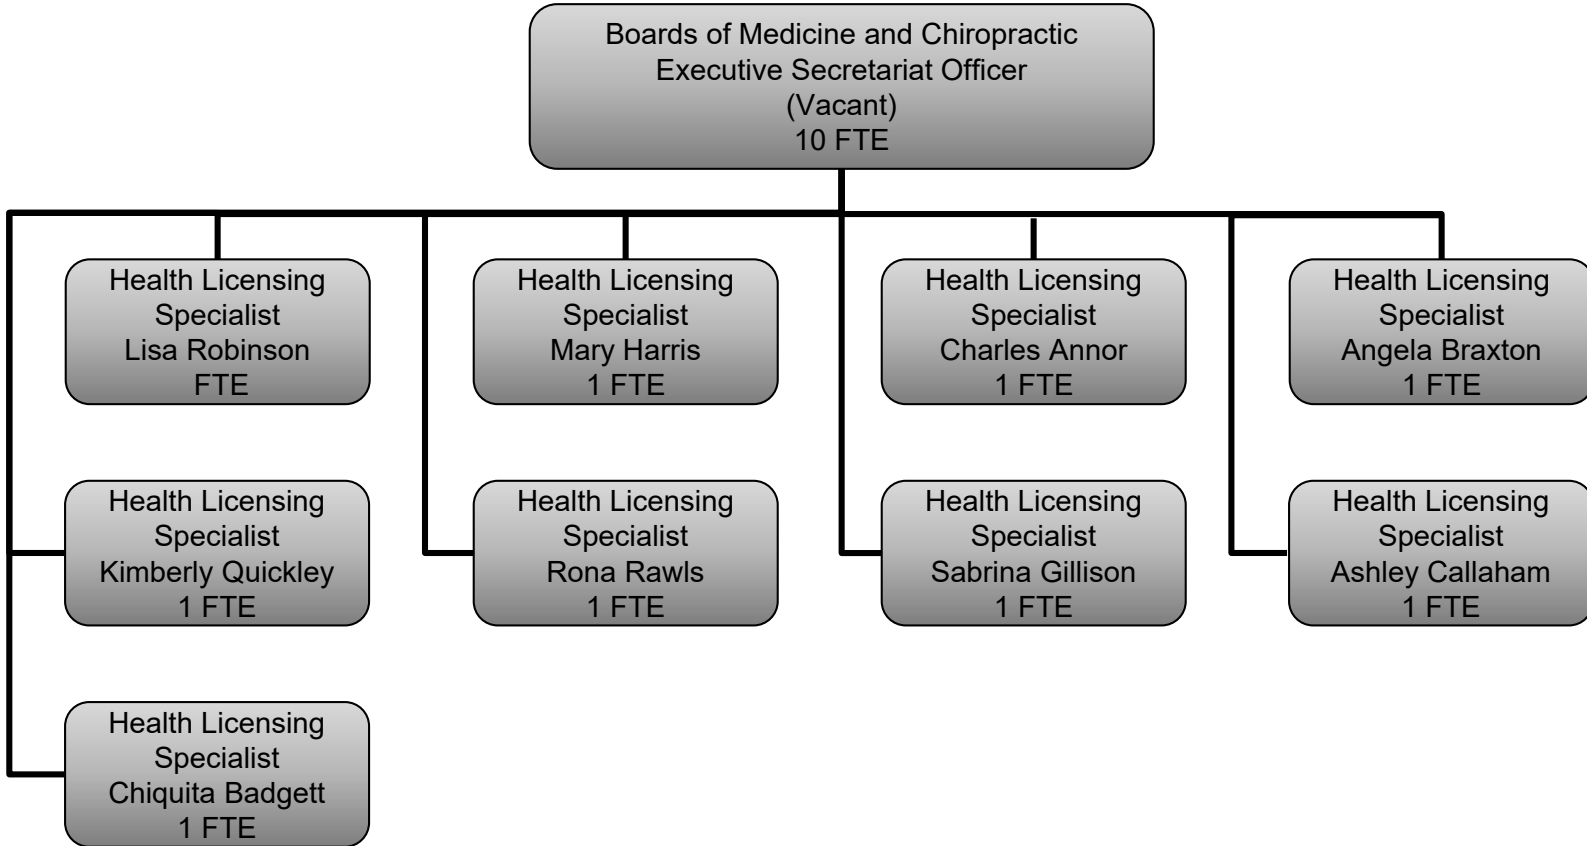 Boards of Medicine and Chiropractic
Executive Secretariat Officer
(Vacant)
10 FTE
Health Licensing
Specialist
Lisa Robinson
FTE
Health Licensing
Specialist
Mary Harris
1 FTE
Health Licensing
Specialist
Charles Annor
1 FTE
Health Licensing
Specialist
Angela Braxton
1 FTE
Health Licensing
Specialist
Kimberly Quickley
1 FTE
Health Licensing
Specialist
Rona Rawls
1 FTE
Health Licensing
Specialist
Sabrina Gillison
1 FTE
Health Licensing
Specialist
Ashley Callaham
1 FTE
Health Licensing
Specialist
Chiquita Badgett
1 FTE